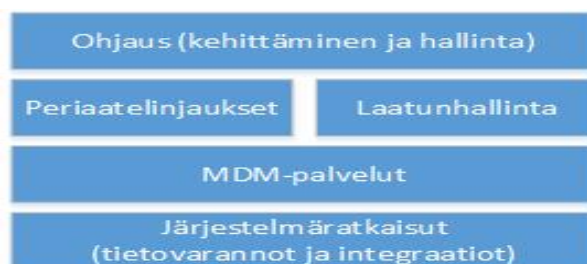 Ohjaus (kehittäminen ja hallinta)
Periaatelinjaukset
Laatunhallinta
MDM-palvelut
Järjestelmäratkaisut
(tietovarannot ja integraatiot)